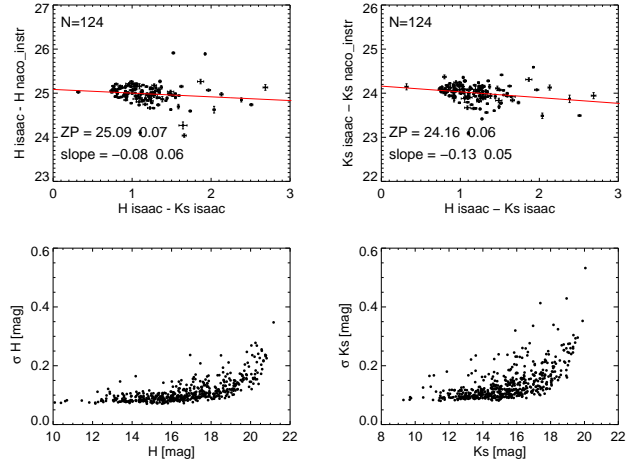 N=124
N=124
27
26
25
24
23
22
26
25
24
23
22
H isaac - H naco_instr
Ks isaac − Ks naco_instr
ZP = 25.09 0.07
slope = −0.08 0.06
ZP = 24.16 0.06
slope = −0.13 0.05
0 1 2 3
0 1 2 3
H isaac - Ks isaac
H isaac − Ks isaac
0.6
0.4
0.2
0.0
σ H [mag]
10 12 14 16 18 20 22
H [mag]
0.6
0.4
0.2
0.0
σ Ks [mag]
8 10 12 14 16 18 20 22
Ks [mag]